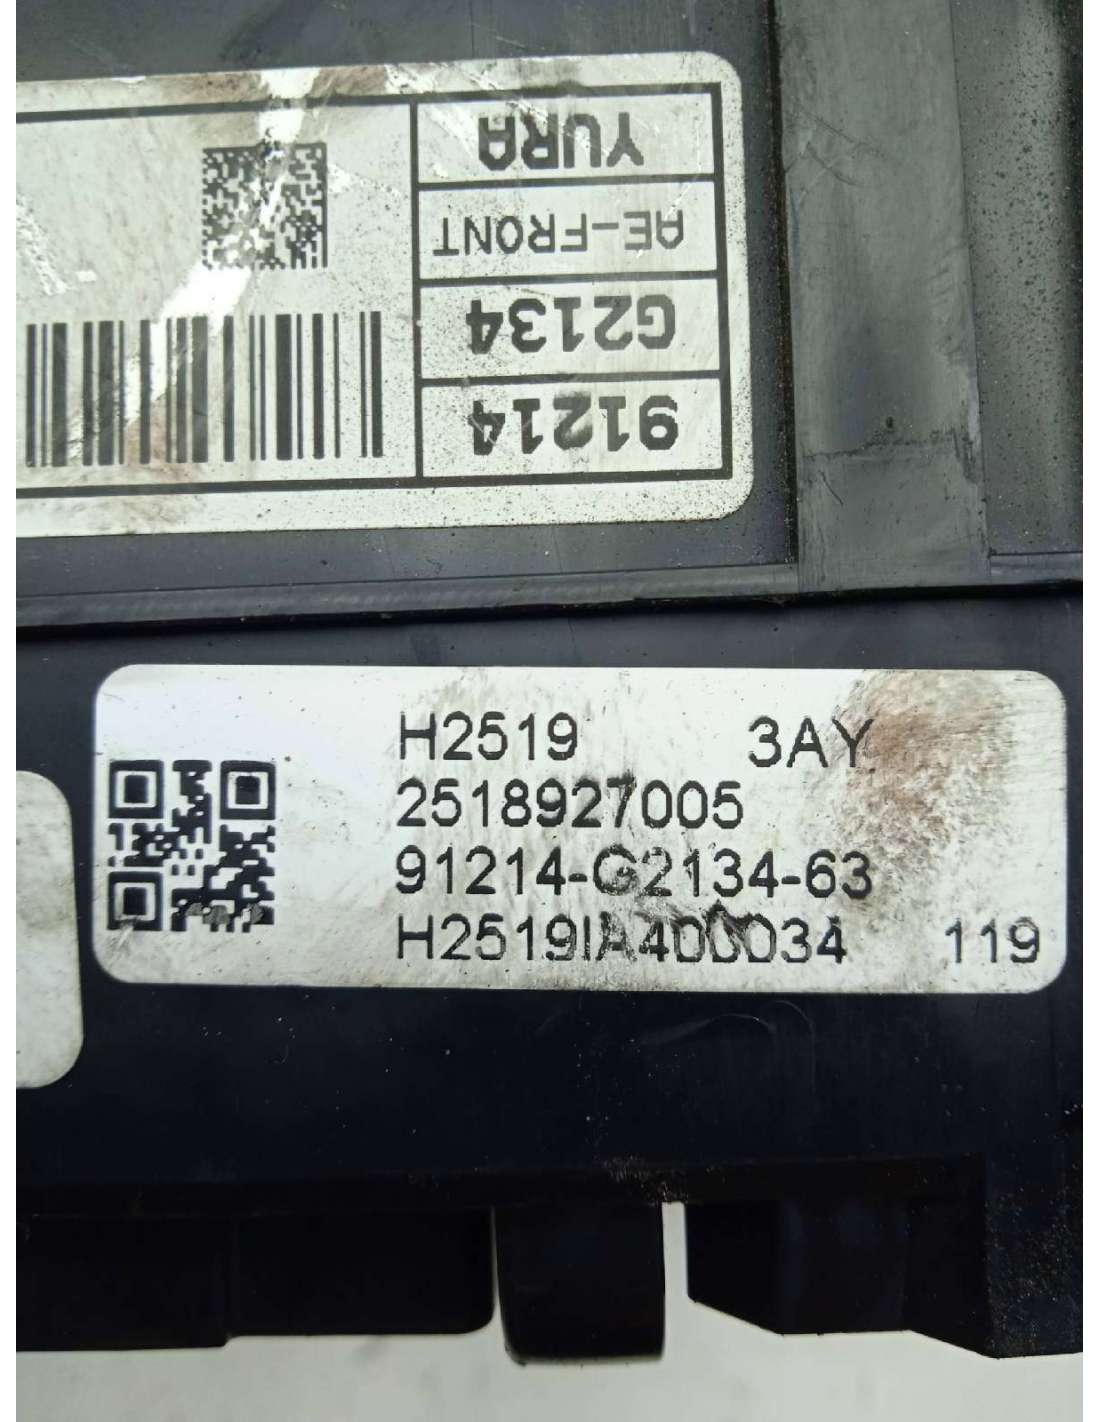 91214
G2134
AE-FRONT
YURA
H2519 3AY
2518927005
91214-G2134-63
H2519IA400034 119